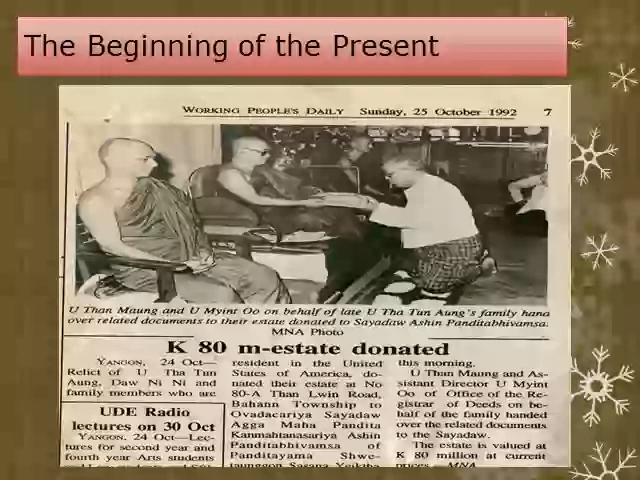 The Beginning of the Present
WORKING PEOPLE'S DAILY Sunday, 25 October 1992 7
U Than Maung and U Myint Oo on behalf of late U Tha Tun Aung's family hand
over related documents to their estate donated to Sayadaw Ashin Panditabhivamsa.
MNA Photo
K 80 m-estate donated
YANGON, 24 Oct—
Relict of U Tha Tun
Aung, Daw Ni Ni and
family members who are
UDE Radio
lectures on 30 Oct
YANGON, 24 Oct—Lec-
tures for second year and
fourth year Arts students
resident in the United
States of America, do-
nated their estate at No
80-A Than Lwin Road,
Bahann Township to
Ovadacariya Sayadaw
Agga Maha Pandita
Kammahtanasuriya Ashin
Panditabhivamsa of
Panditayama Shwe-
taunggon Sasana Yeiktha
this morning.
U Than Maung and As-
sistant Director U Myint
Oo of Office of the Re-
gistrar of Deeds on be-
half of the family handed
over the related documents
to the Sayadaw.
The estate is valued at
K 80 million at current
prices.—MNA